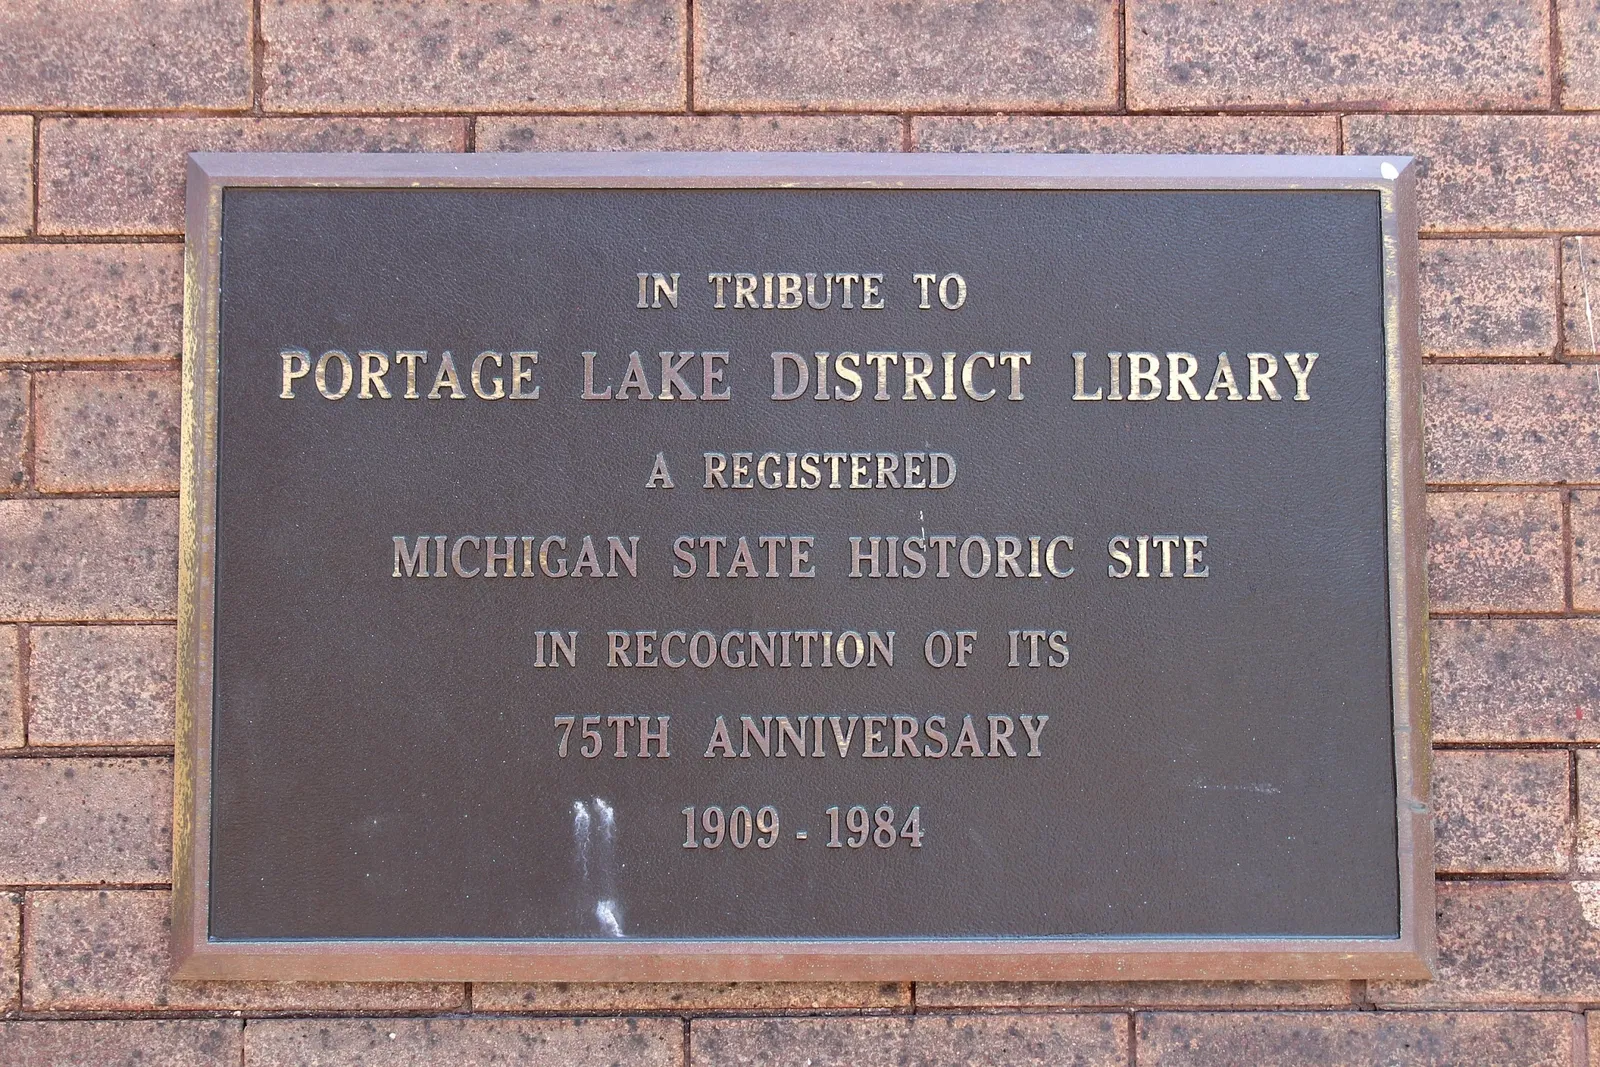 IN TRIBUTE TO
PORTAGE LAKE DISTRICT LIBRARY
A REGISTERED
MICHIGAN STATE HISTORIC SITE
IN RECOGNITION OF ITS
75TH ANNIVERSARY
1909 - 1984